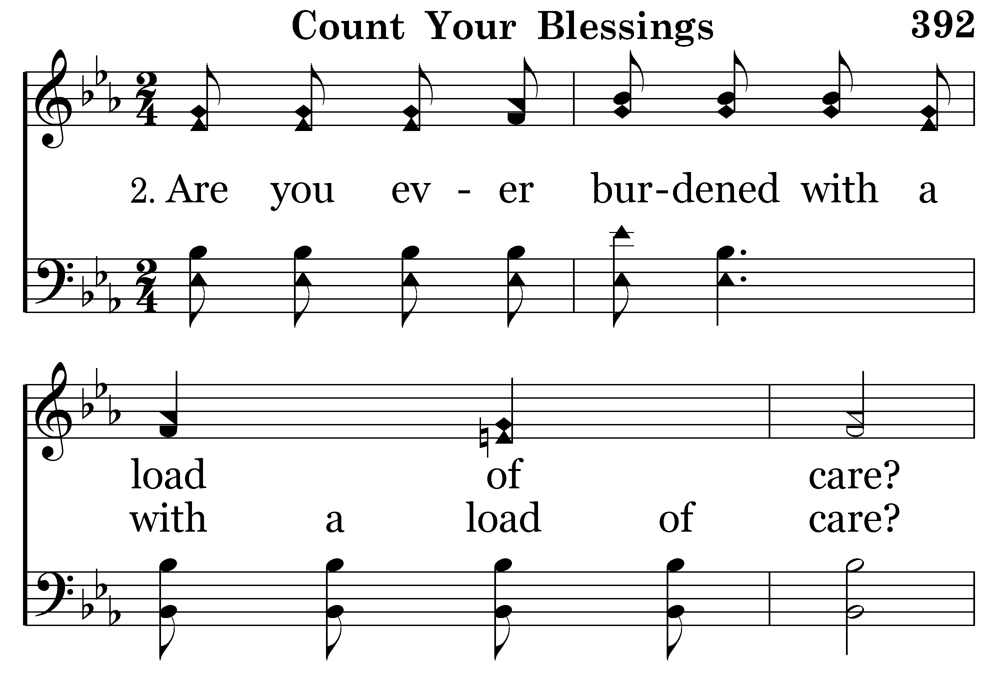 Count Your Blessings 392
2. Are you ev - er bur-dened with a
load of care?
with a load of care?